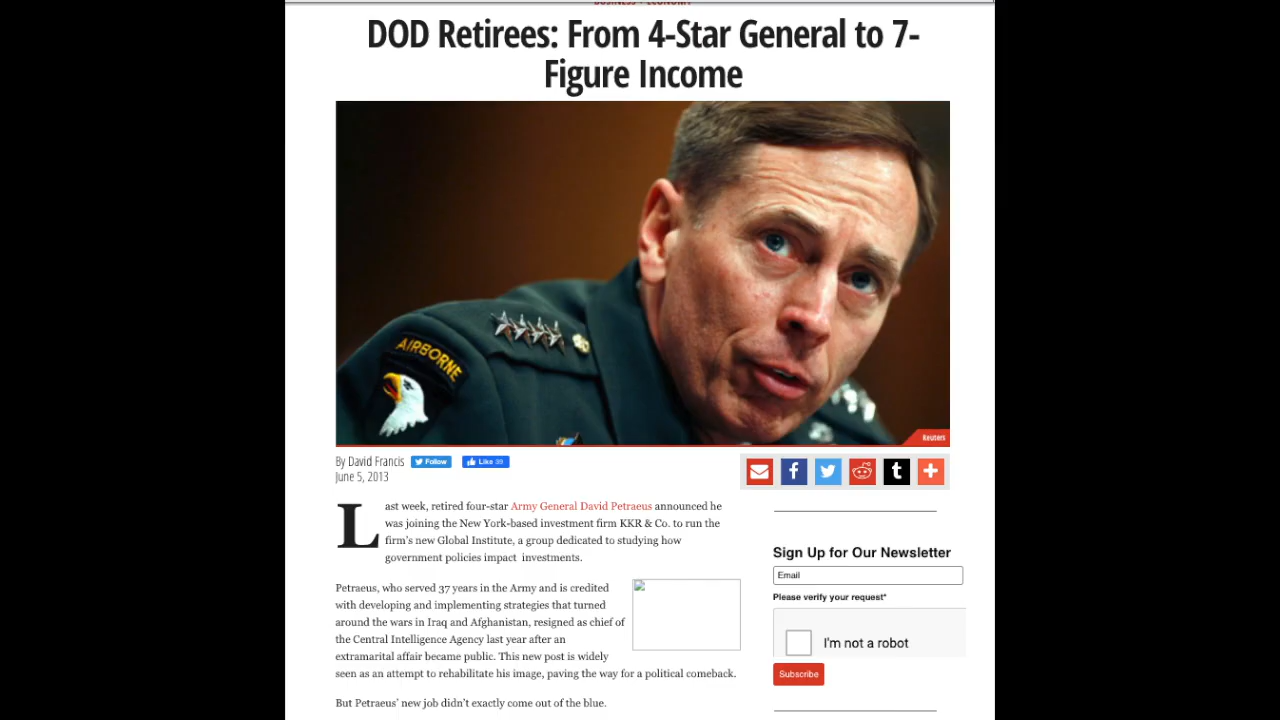 DOD Retirees: From 4-Star General to 7-
Figure Income
AIRBORNE
Reuters
By David Francis
Follow
Like 39
June 5, 2013
Last week, retired four-star Army General David Petraeus announced he
was joining the New York-based investment firm KKR & Co. to run the
firm's new Global Institute, a group dedicated to studying how
government policies impact investments.
Petraeus, who served 37 years in the Army and is credited
with developing and implementing strategies that turned
around the wars in Iraq and Afghanistan, resigned as chief of
the Central Intelligence Agency last year after an
extramarital affair became public. This new post is widely
seen as an attempt to rehabilitate his image, paving the way for a political comeback.
But Petraeus' new job didn't exactly come out of the blue.
Sign Up for Our Newsletter
Email
Please verify your request*
I'm not a robot
Subscribe